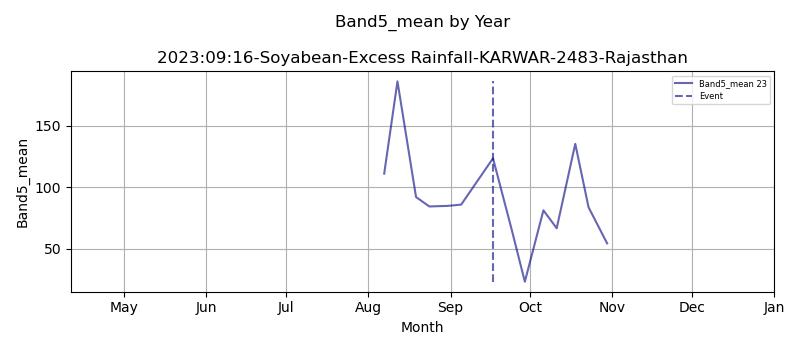 Band5_mean by Year
2023:09:16-Soyabean-Excess Rainfall-KARWAR-2483-Rajasthan
Band5_mean 23
Event
150
100
50
Band5_mean
May Jun Jul Aug Sep Oct Nov Dec Jan
Month